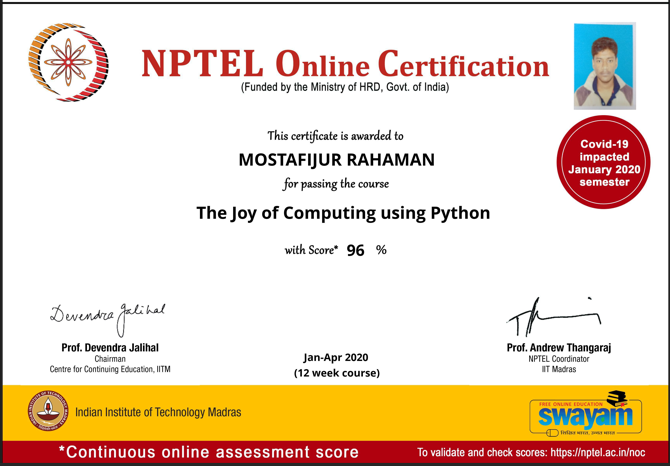 NPTEL Online Certification
(Funded by the Ministry of HRD, Govt. of India)
Covid-19
impacted
January 2020
semester
This certificate is awarded to
MOSTAFIJUR RAHAMAN
for passing the course
The Joy of Computing using Python
with Score* 96 %
Devendra Jalihal
Prof. Devendra Jalihal
Chairman
Centre for Continuing Education, IITM
Jan-Apr 2020
(12 week course)
Prof. Andrew Thangaraj
NPTEL Coordinator
IIT Madras
Indian Institute of Technology Madras
FREE ONLINE EDUCATION
swayam
शिक्षित भारत, उन्नत भारत
*Continuous online assessment score
To validate and check scores: https://nptel.ac.in/noc